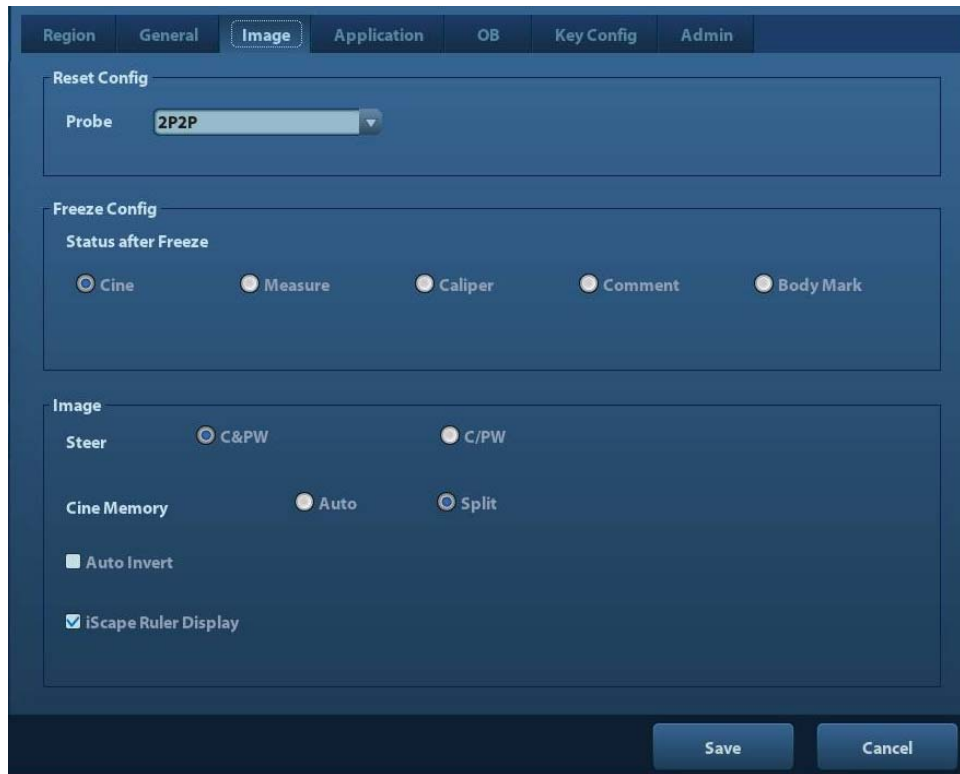 Region General Image Application OB Key Config Admin
Reset Config
Probe 2P2P
Freeze Config
Status after Freeze
Cine Measure Caliper Comment Body Mark
Image
Steer C&PW C/PW
Cine Memory Auto Split
Auto Invert
iScape Ruler Display
Save Cancel